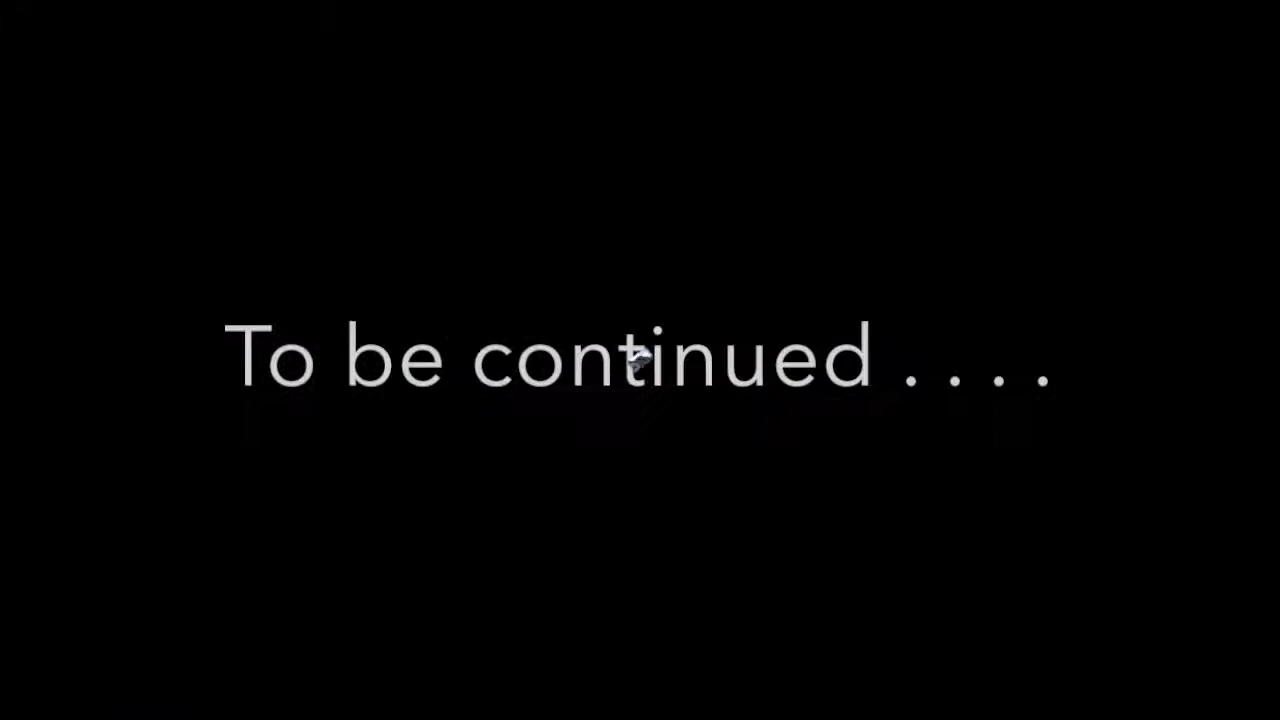 To be continued . . . .